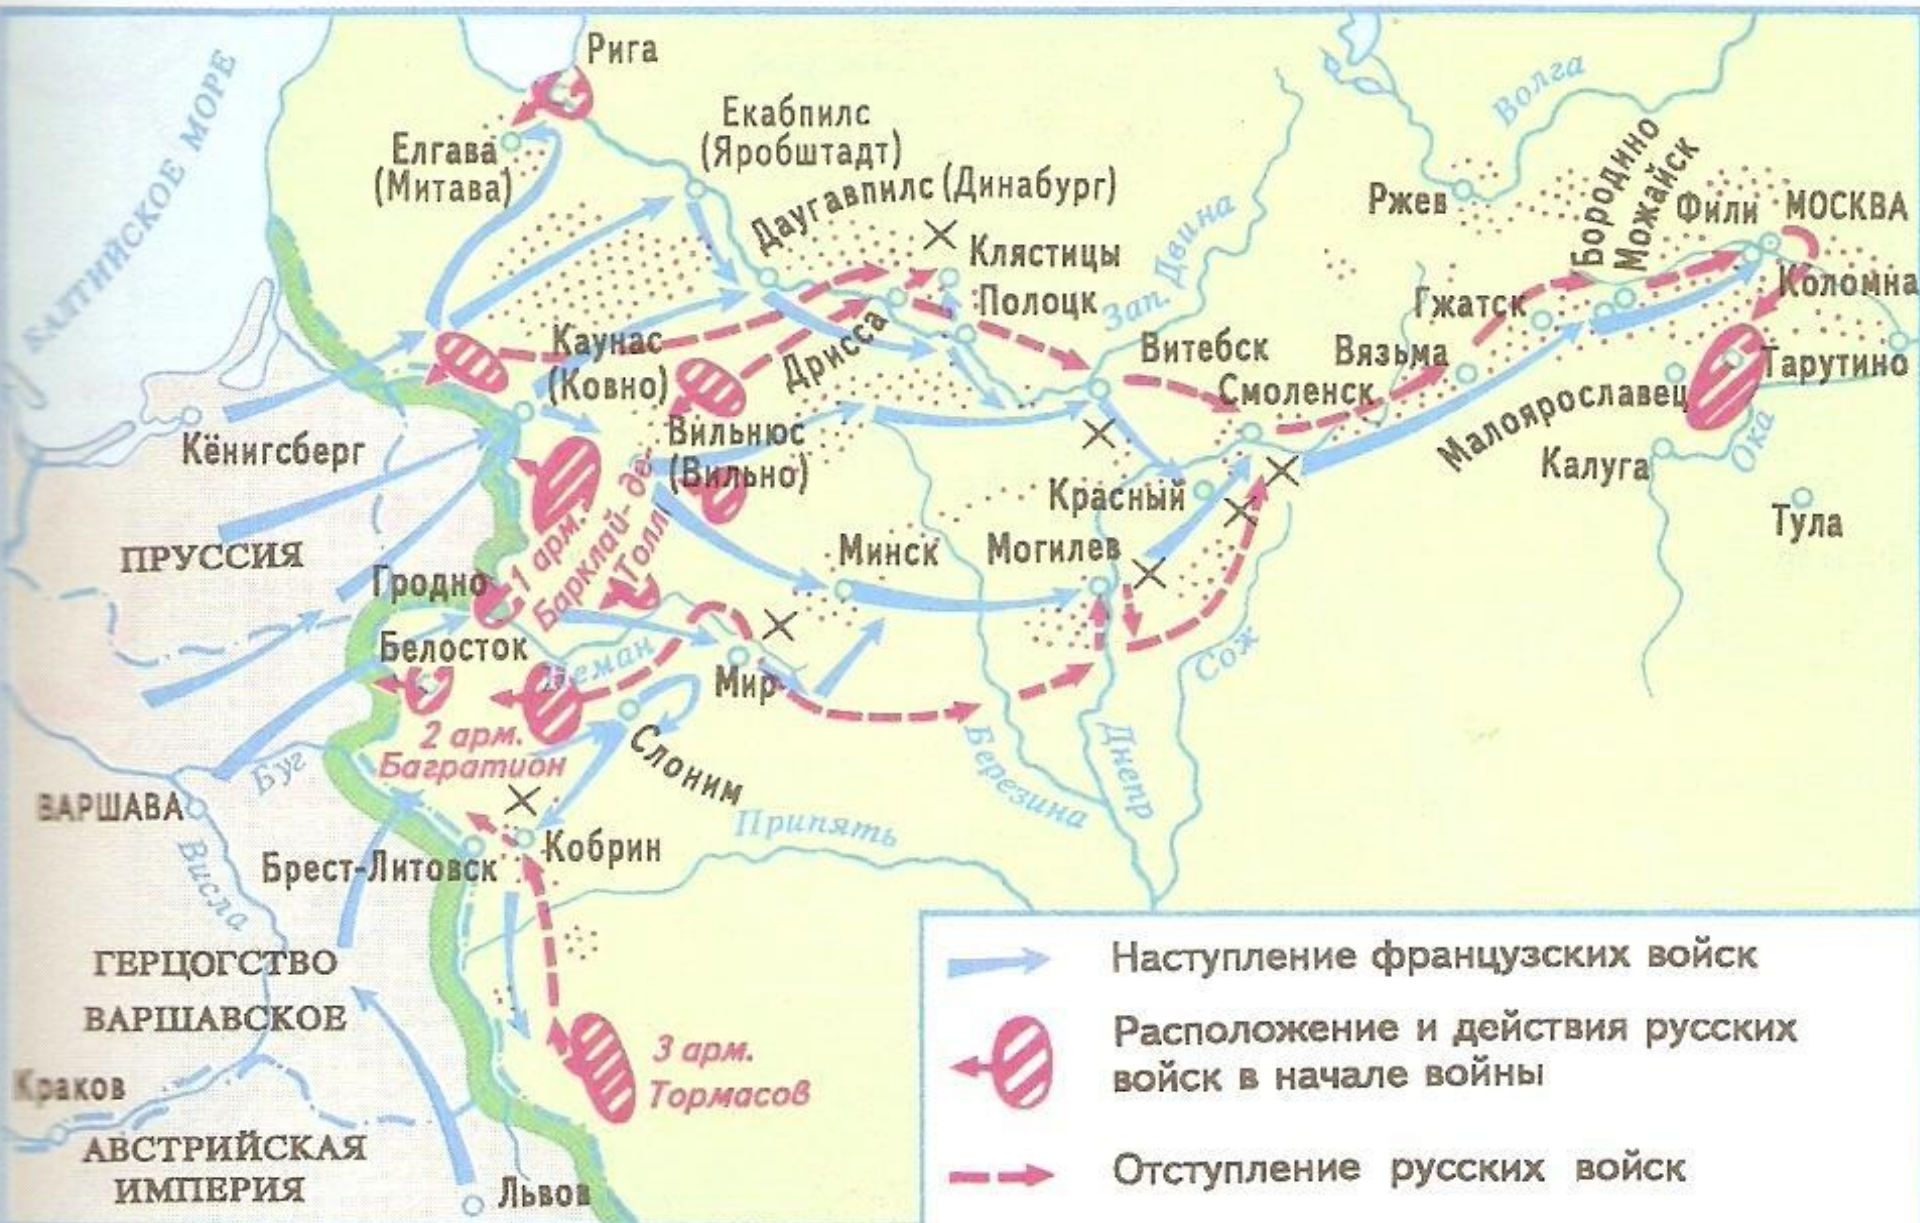 Рига
БАЛТИЙСКОЕ МОРЕ
Елгава
(Митава)
Екабпилс
(Яробштадт)
Даугавпилс (Динабург)
Клястицы
Полоцк
Зап. Двина
Волга
Ржев
Бородино
Можайск
Фили
МОСКВА
Коломна
Гжатск
Тарутино
Каунас
(Ковно)
Дрисса
Витебск
Вязьма
Смоленск
Малоярославец
Калуга
Ока
Тула
Кёнигсберг
Вильнюс
(Вильно)
1 арм.
Барклай-де-
Толли
ПРУССИЯ
Гродно
Минск
Могилев
Красный
Белосток
Неман
Мир
Сож
2 арм.
Багратион
Слоним
Березина
Днепр
Буг
ВАРШАВА
Висла
Припять
Кобрин
Брест-Литовск
ГЕРЦОГСТВО
ВАРШАВСКОЕ
3 арм.
Тормасов
Краков
АВСТРИЙСКАЯ
ИМПЕРИЯ
Львов
Наступление французских войск
Расположение и действия русских
войск в начале войны
Отступление русских войск